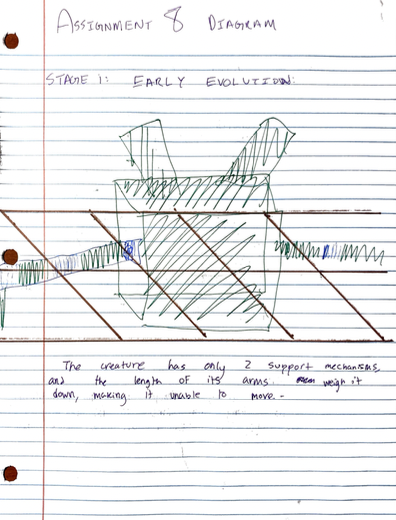 ASSIGNMENT 8 DIAGRAM
STAGE 1: EARLY EVOLUTION:
The creature has only 2 support mechanisms,
and the length of its arms weigh it
down, making it unable to move.